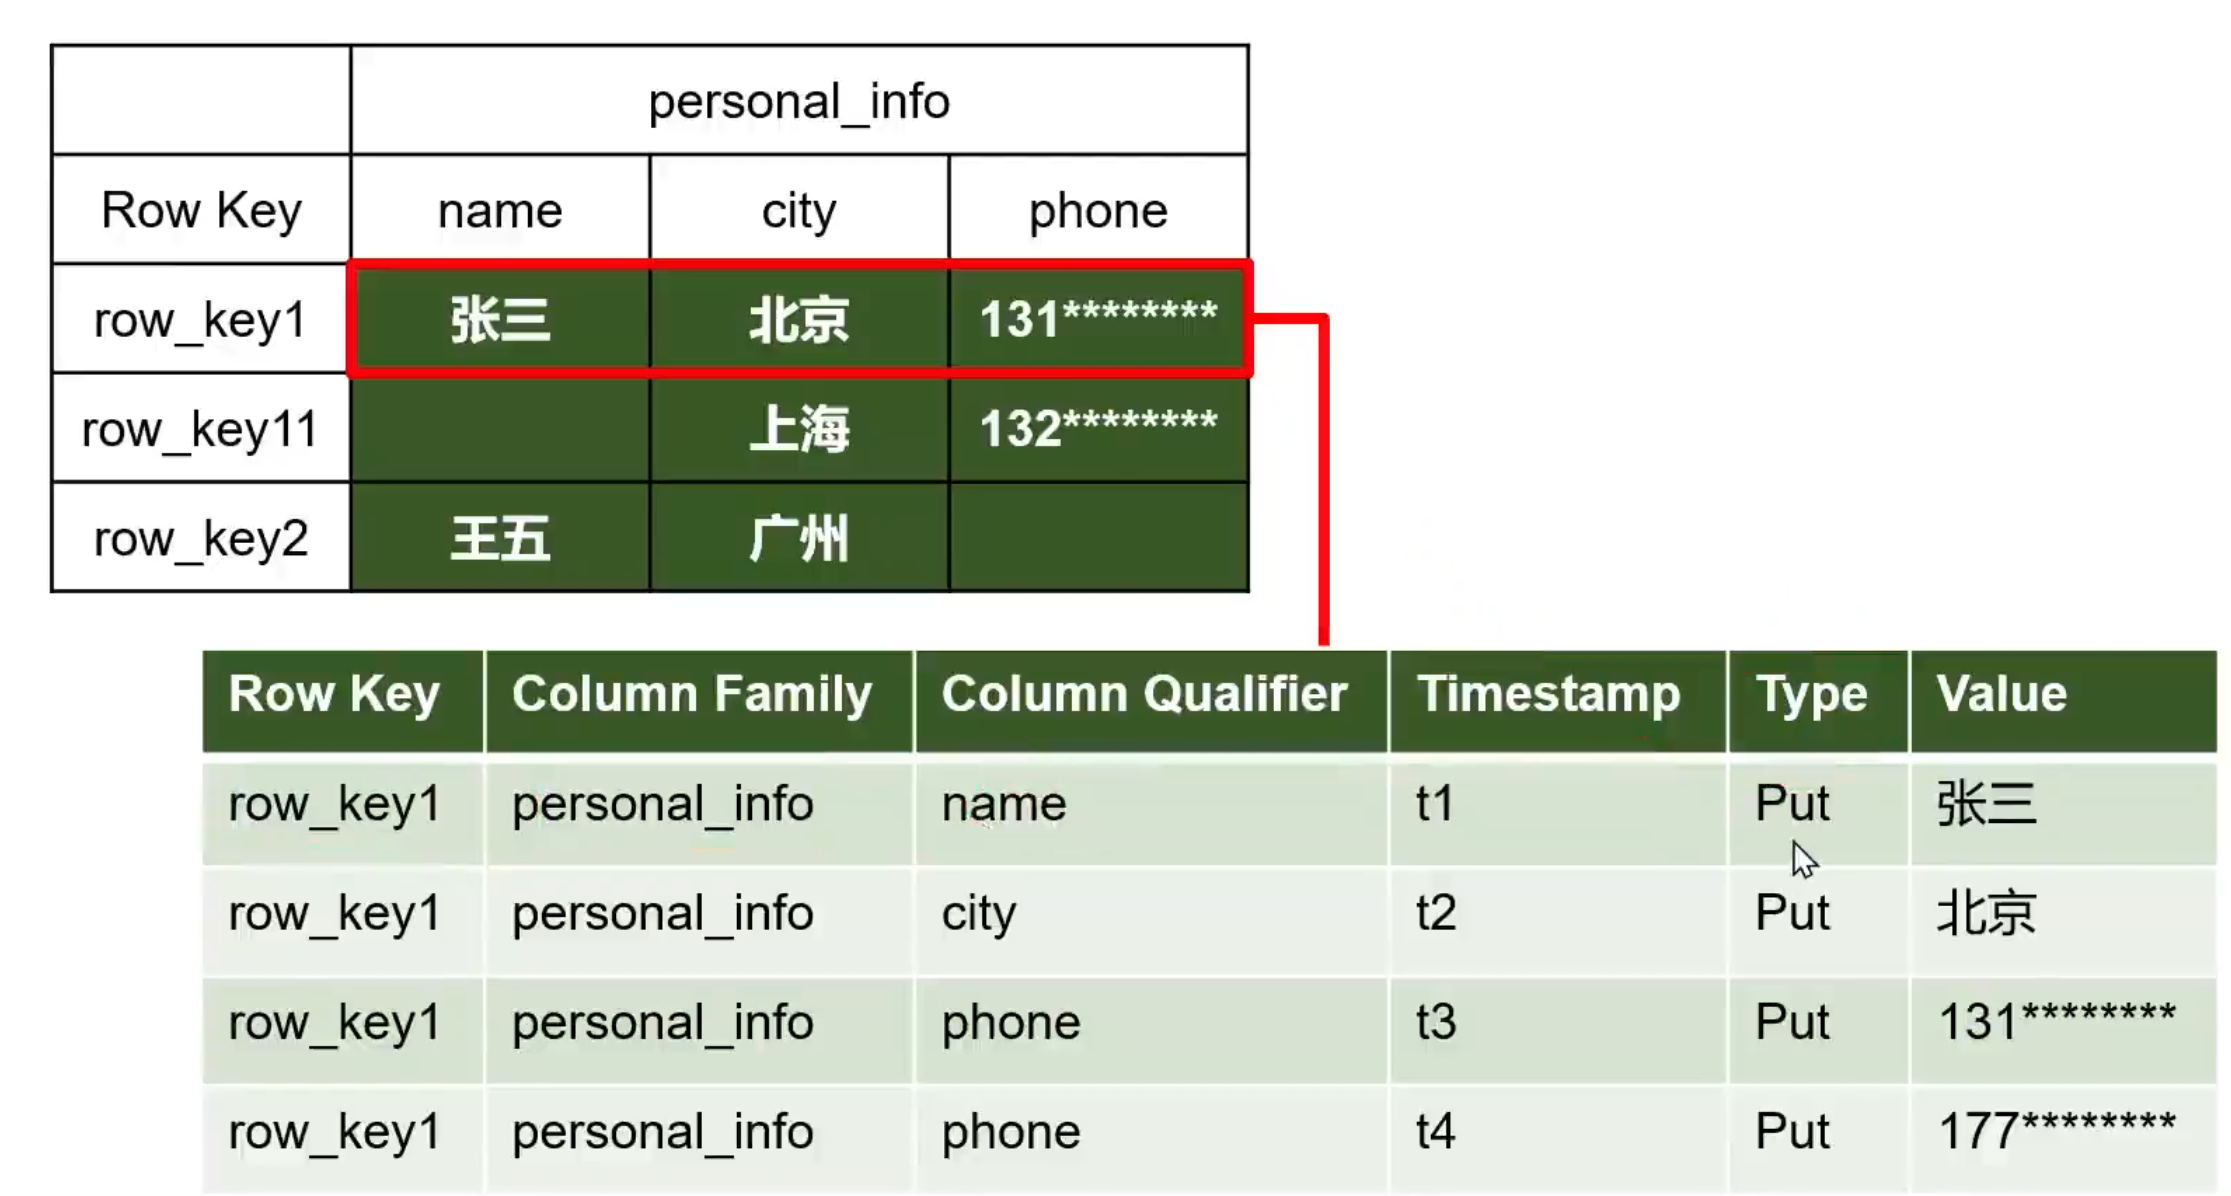 personal_info
Row Key name city phone
row_key1 张三 北京 131********
row_key11 上海 132********
row_key2 王五 广州
Row Key Column Family Column Qualifier Timestamp Type Value
row_key1 personal_info name t1 Put 张三
row_key1 personal_info city t2 Put 北京
row_key1 personal_info phone t3 Put 131********
row_key1 personal_info phone t4 Put 177********